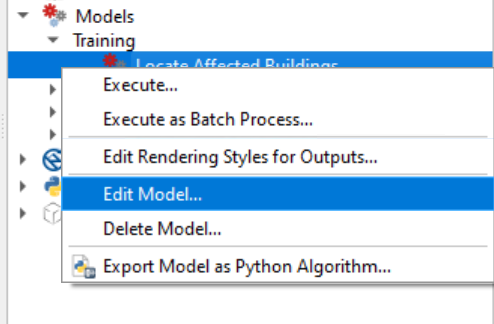 Models
Training
Locate Affected Buildings
Execute...
Execute as Batch Process...
Edit Rendering Styles for Outputs...
Edit Model...
Delete Model...
Export Model as Python Algorithm...